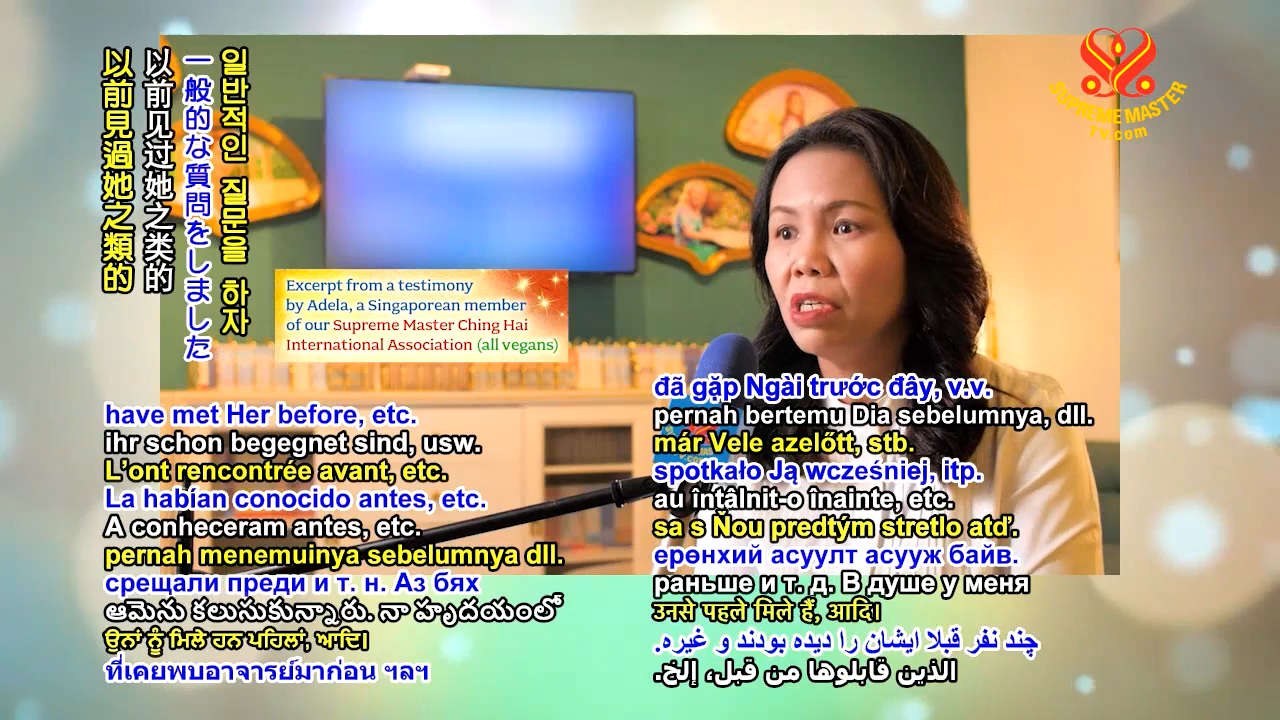 以前見過她之類的
以前见过她之类的
一般的な質問をしました
일반적인 질문을 하자
SUPREME MASTER
TV.com
Excerpt from a testimony
by Adela, a Singaporean member
of our Supreme Master Ching Hai
International Association (all vegans)
have met Her before, etc.
ihr schon begegnet sind, usw.
L'ont rencontrée avant, etc.
La habían conocido antes, etc.
A conheceram antes, etc.
pernah menemuinya sebelumnya dll.
срещали преди и т. н. Аз бях
ఆమెను కలుసుకున్నారు. నా హృదయంలో
ਉਨਾਂ ਨੂੰ ਮਿਲੇ ਹਨ ਪਹਿਲਾਂ, ਆਦਿ।
ที่เคยพบอาจารย์มาก่อน ฯลฯ
đã gặp Ngài trước đây, v.v.
pernah bertemu Dia sebelumnya, dll.
már Vele azelőtt, stb.
spotkało Ją wcześniej, itp.
au întâlnit-o înainte, etc.
sa s Ňou predtým stretlo atď.
ерөнхий асуулт асууж байв.
раньше и т. д. В душе у меня
उनसे पहले मिले हैं, आदि।
چند نفر قبلا ایشان را دیده بودند و غیره.
الذين قابلوها من قبل، إلخ.